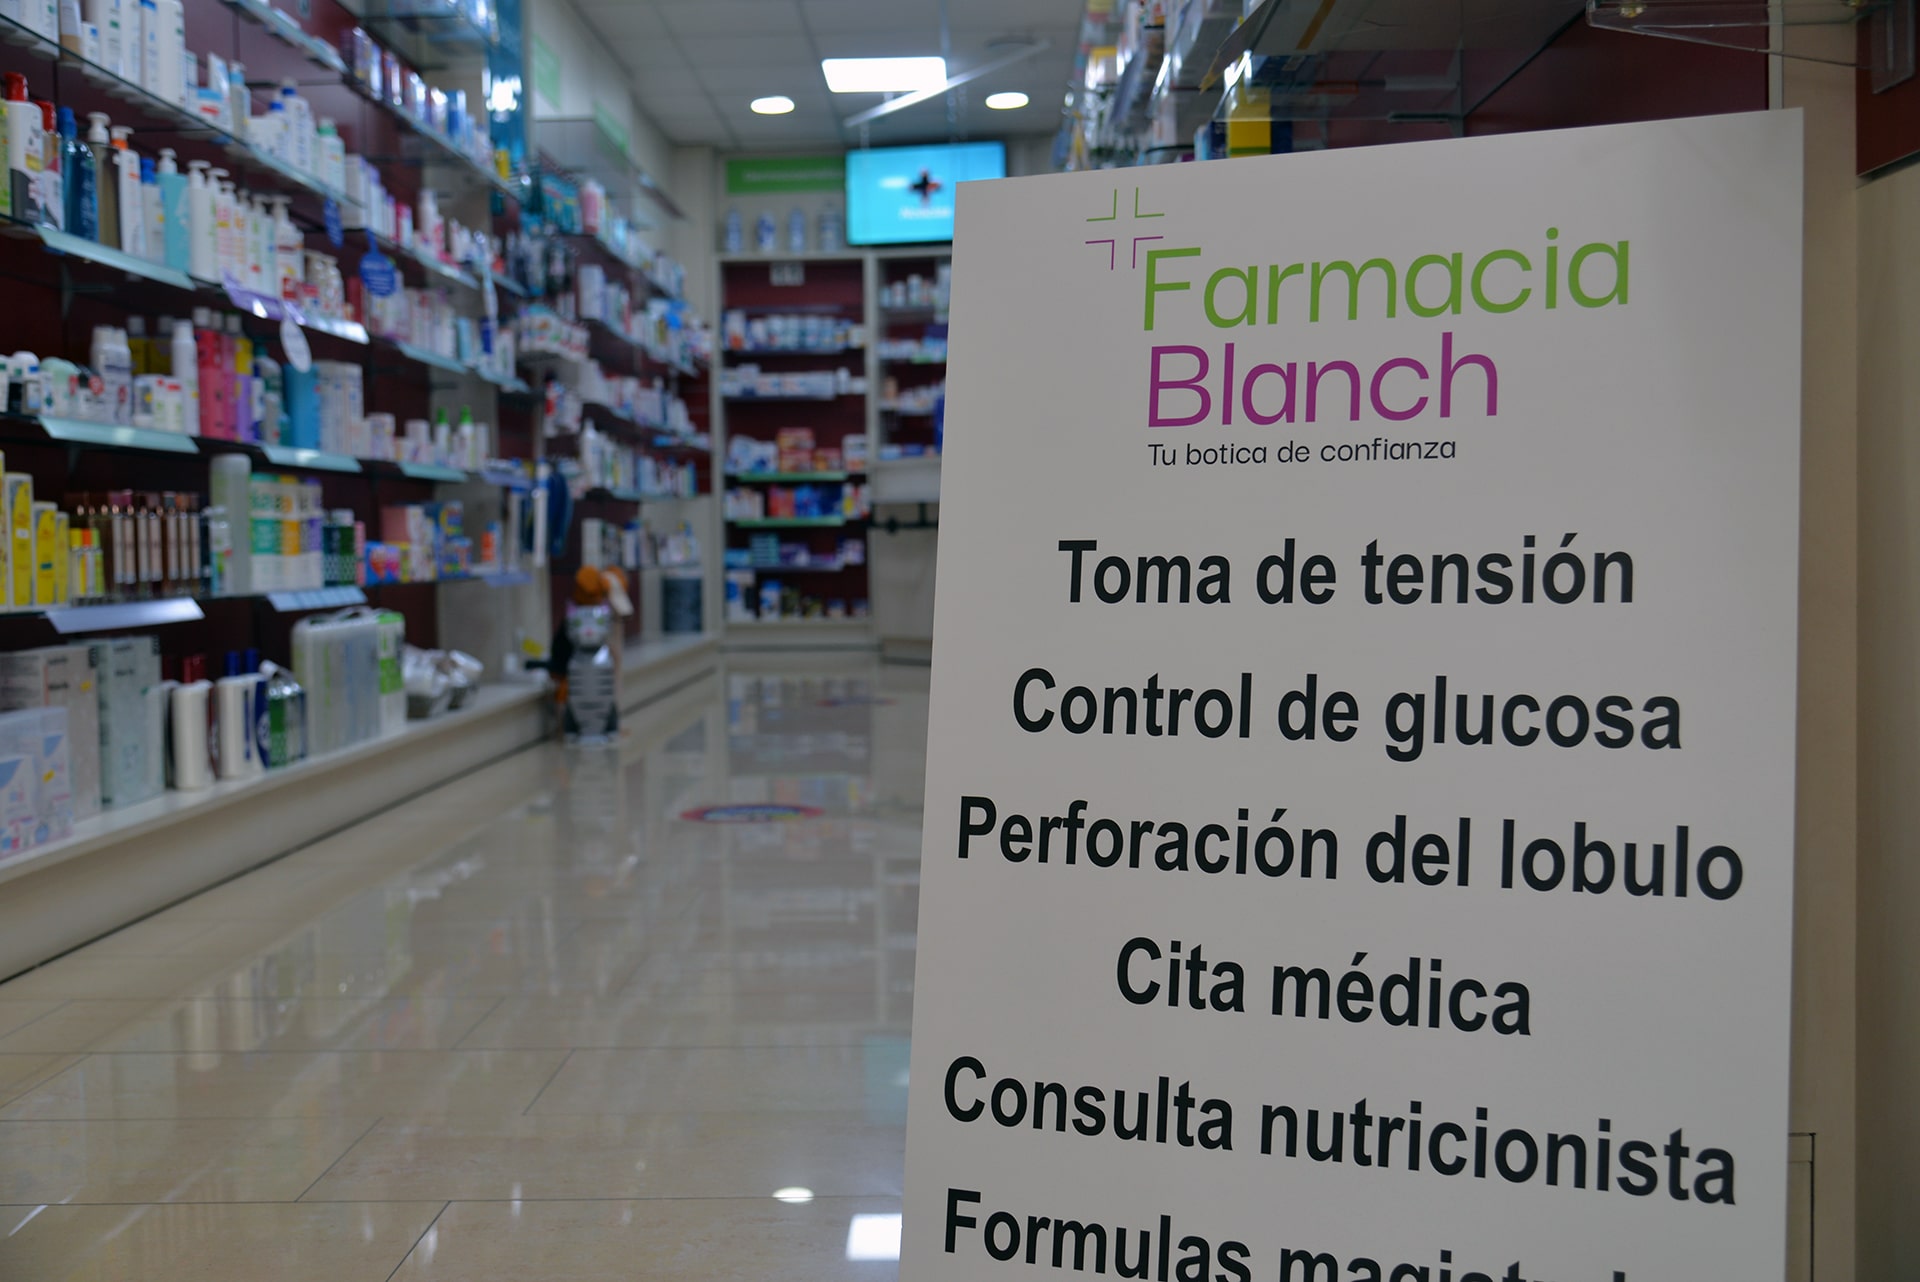 Farmacia
Blanch
Tu botica de confianza
Toma de tensión
Control de glucosa
Perforación del lobulo
Cita médica
Consulta nutricionista
Formulas